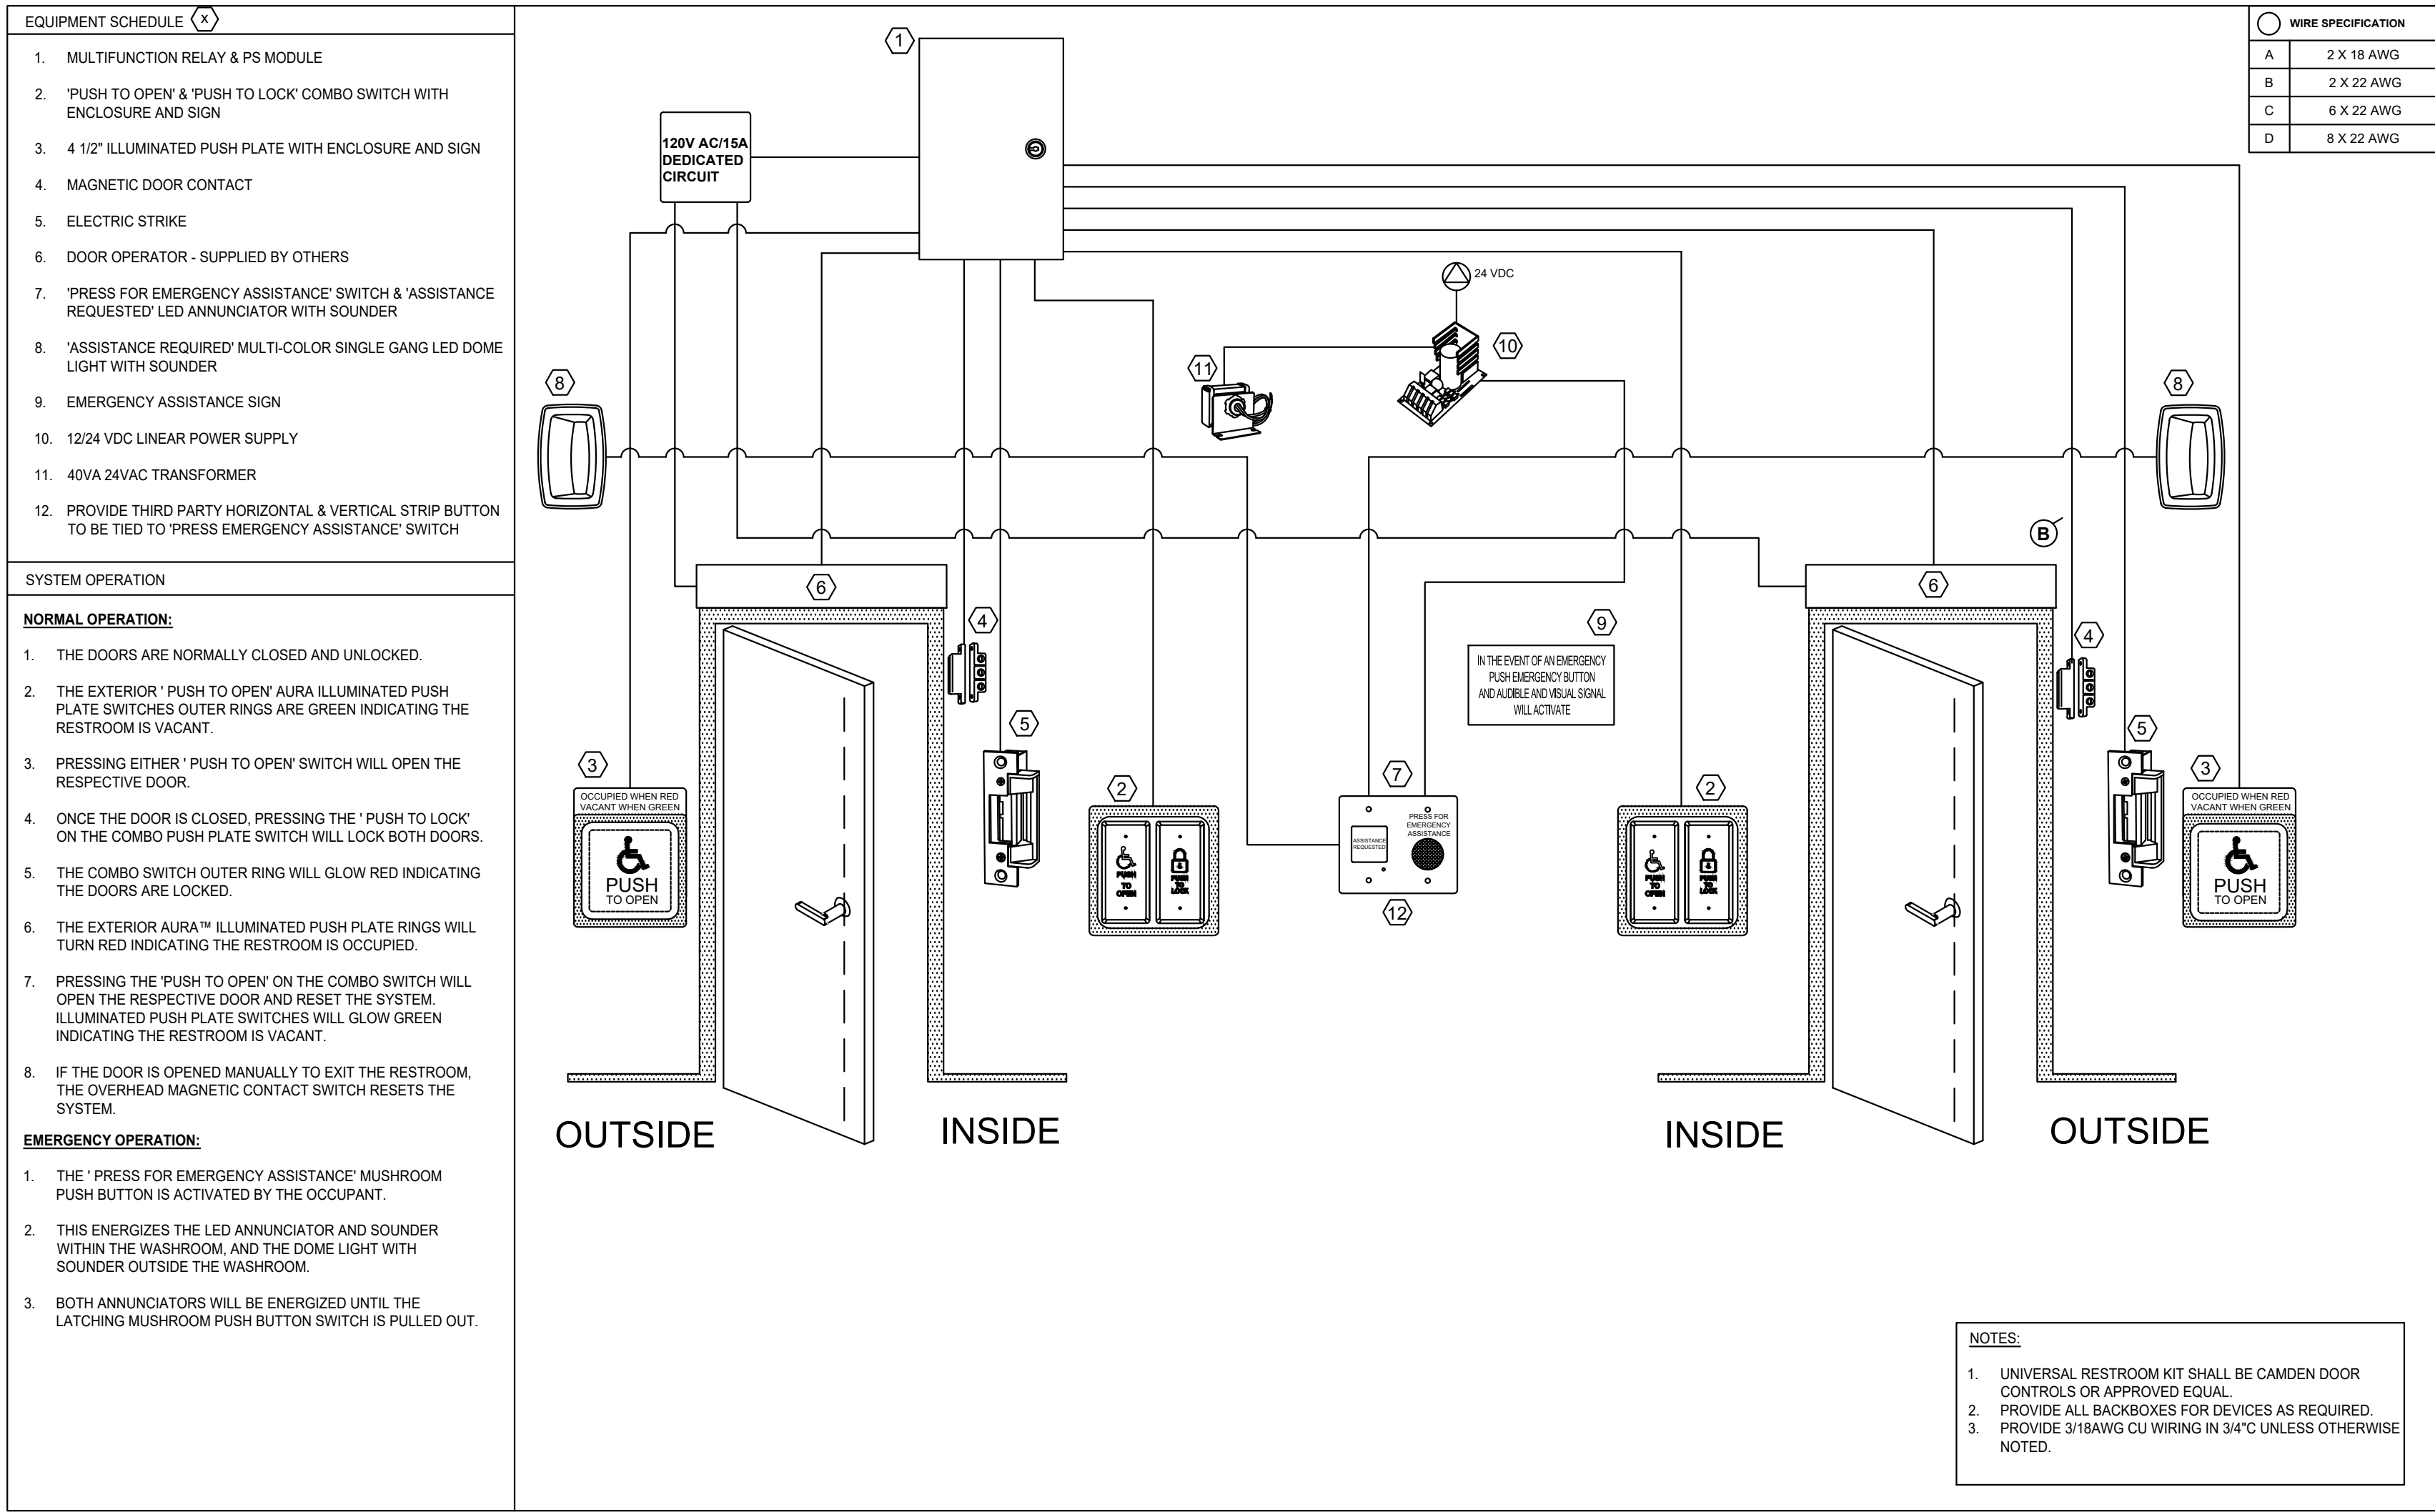 EQUIPMENT SCHEDULE X
1. MULTIFUNCTION RELAY & PS MODULE
2. 'PUSH TO OPEN' & 'PUSH TO LOCK' COMBO SWITCH WITH
ENCLOSURE AND SIGN
3. 4 1/2" ILLUMINATED PUSH PLATE WITH ENCLOSURE AND SIGN
4. MAGNETIC DOOR CONTACT
5. ELECTRIC STRIKE
6. DOOR OPERATOR - SUPPLIED BY OTHERS
7. 'PRESS FOR EMERGENCY ASSISTANCE' SWITCH & 'ASSISTANCE
REQUESTED' LED ANNUNCIATOR WITH SOUNDER
8. 'ASSISTANCE REQUIRED' MULTI-COLOR SINGLE GANG LED DOME
LIGHT WITH SOUNDER
9. EMERGENCY ASSISTANCE SIGN
10. 12/24 VDC LINEAR POWER SUPPLY
11. 40VA 24VAC TRANSFORMER
12. PROVIDE THIRD PARTY HORIZONTAL & VERTICAL STRIP BUTTON
TO BE TIED TO 'PRESS EMERGENCY ASSISTANCE' SWITCH
SYSTEM OPERATION
NORMAL OPERATION:
1. THE DOORS ARE NORMALLY CLOSED AND UNLOCKED.
2. THE EXTERIOR ' PUSH TO OPEN' AURA ILLUMINATED PUSH
PLATE SWITCHES OUTER RINGS ARE GREEN INDICATING THE
RESTROOM IS VACANT.
3. PRESSING EITHER ' PUSH TO OPEN' SWITCH WILL OPEN THE
RESPECTIVE DOOR.
4. ONCE THE DOOR IS CLOSED, PRESSING THE ' PUSH TO LOCK'
ON THE COMBO PUSH PLATE SWITCH WILL LOCK BOTH DOORS.
5. THE COMBO SWITCH OUTER RING WILL GLOW RED INDICATING
THE DOORS ARE LOCKED.
6. THE EXTERIOR AURA™ ILLUMINATED PUSH PLATE RINGS WILL
TURN RED INDICATING THE RESTROOM IS OCCUPIED.
7. PRESSING THE 'PUSH TO OPEN' ON THE COMBO SWITCH WILL
OPEN THE RESPECTIVE DOOR AND RESET THE SYSTEM.
ILLUMINATED PUSH PLATE SWITCHES WILL GLOW GREEN
INDICATING THE RESTROOM IS VACANT.
8. IF THE DOOR IS OPENED MANUALLY TO EXIT THE RESTROOM,
THE OVERHEAD MAGNETIC CONTACT SWITCH RESETS THE
SYSTEM.
EMERGENCY OPERATION:
1. THE ' PRESS FOR EMERGENCY ASSISTANCE' MUSHROOM
PUSH BUTTON IS ACTIVATED BY THE OCCUPANT.
2. THIS ENERGIZES THE LED ANNUNCIATOR AND SOUNDER
WITHIN THE WASHROOM, AND THE DOME LIGHT WITH
SOUNDER OUTSIDE THE WASHROOM.
3. BOTH ANNUNCIATORS WILL BE ENERGIZED UNTIL THE
LATCHING MUSHROOM PUSH BUTTON SWITCH IS PULLED OUT.
1
120V AC/15A
DEDICATED
CIRCUIT
24 VDC
10
11
8
8
B
6
6
4
4
9
IN THE EVENT OF AN EMERGENCY
PUSH EMERGENCY BUTTON
AND AUDIBLE AND VISUAL SIGNAL
WILL ACTIVATE
5
5
3
OCCUPIED WHEN RED
VACANT WHEN GREEN
PUSH
TO OPEN
2
PUSH
TO
OPEN
PUSH
TO
LOCK
7
PRESS FOR
EMERGENCY
ASSISTANCE
ASSISTANCE
REQUESTED
12
2
PUSH
TO
OPEN
PUSH
TO
LOCK
3
OCCUPIED WHEN RED
VACANT WHEN GREEN
PUSH
TO OPEN
OUTSIDE
INSIDE
INSIDE
OUTSIDE
WIRE SPECIFICATION
A 2 X 18 AWG
B 2 X 22 AWG
C 6 X 22 AWG
D 8 X 22 AWG
NOTES:
1. UNIVERSAL RESTROOM KIT SHALL BE CAMDEN DOOR
CONTROLS OR APPROVED EQUAL.
2. PROVIDE ALL BACKBOXES FOR DEVICES AS REQUIRED.
3. PROVIDE 3/18AWG CU WIRING IN 3/4"C UNLESS OTHERWISE
NOTED.